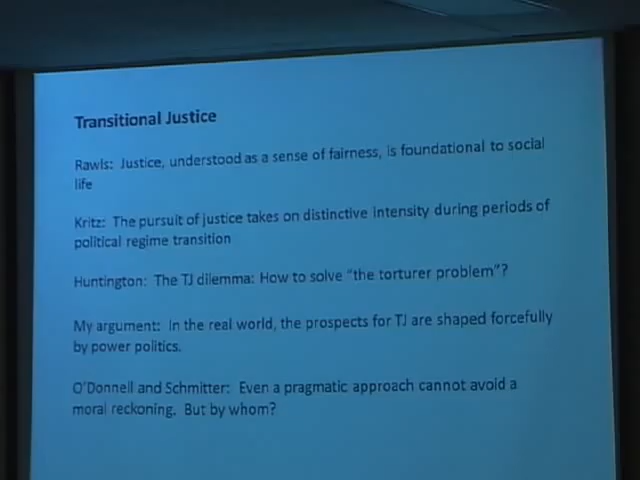 Transitional Justice
Rawls: Justice, understood as a sense of fairness, is foundational to social
life
Kritz: The pursuit of justice takes on distinctive intensity during periods of
political regime transition
Huntington: The TJ dilemma: How to solve "the torturer problem"?
My argument: In the real world, the prospects for TJ are shaped forcefully
by power politics.
O'Donnell and Schmitter: Even a pragmatic approach cannot avoid a
moral reckoning. But by whom?